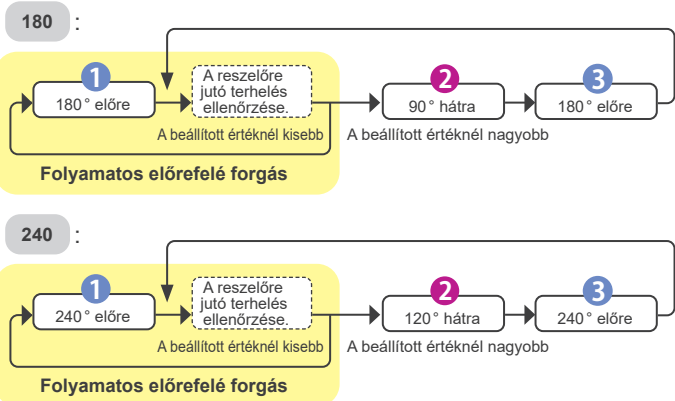 180 :
1
180° előre
A reszelőre
jutó terhelés
ellenőrzése.
2
90° hátra
3
180° előre
A beállított értéknél kisebb
A beállított értéknél nagyobb
Folyamatos előrefelé forgás
240 :
1
240° előre
A reszelőre
jutó terhelés
ellenőrzése.
2
120° hátra
3
240° előre
A beállított értéknél kisebb
A beállított értéknél nagyobb
Folyamatos előrefelé forgás